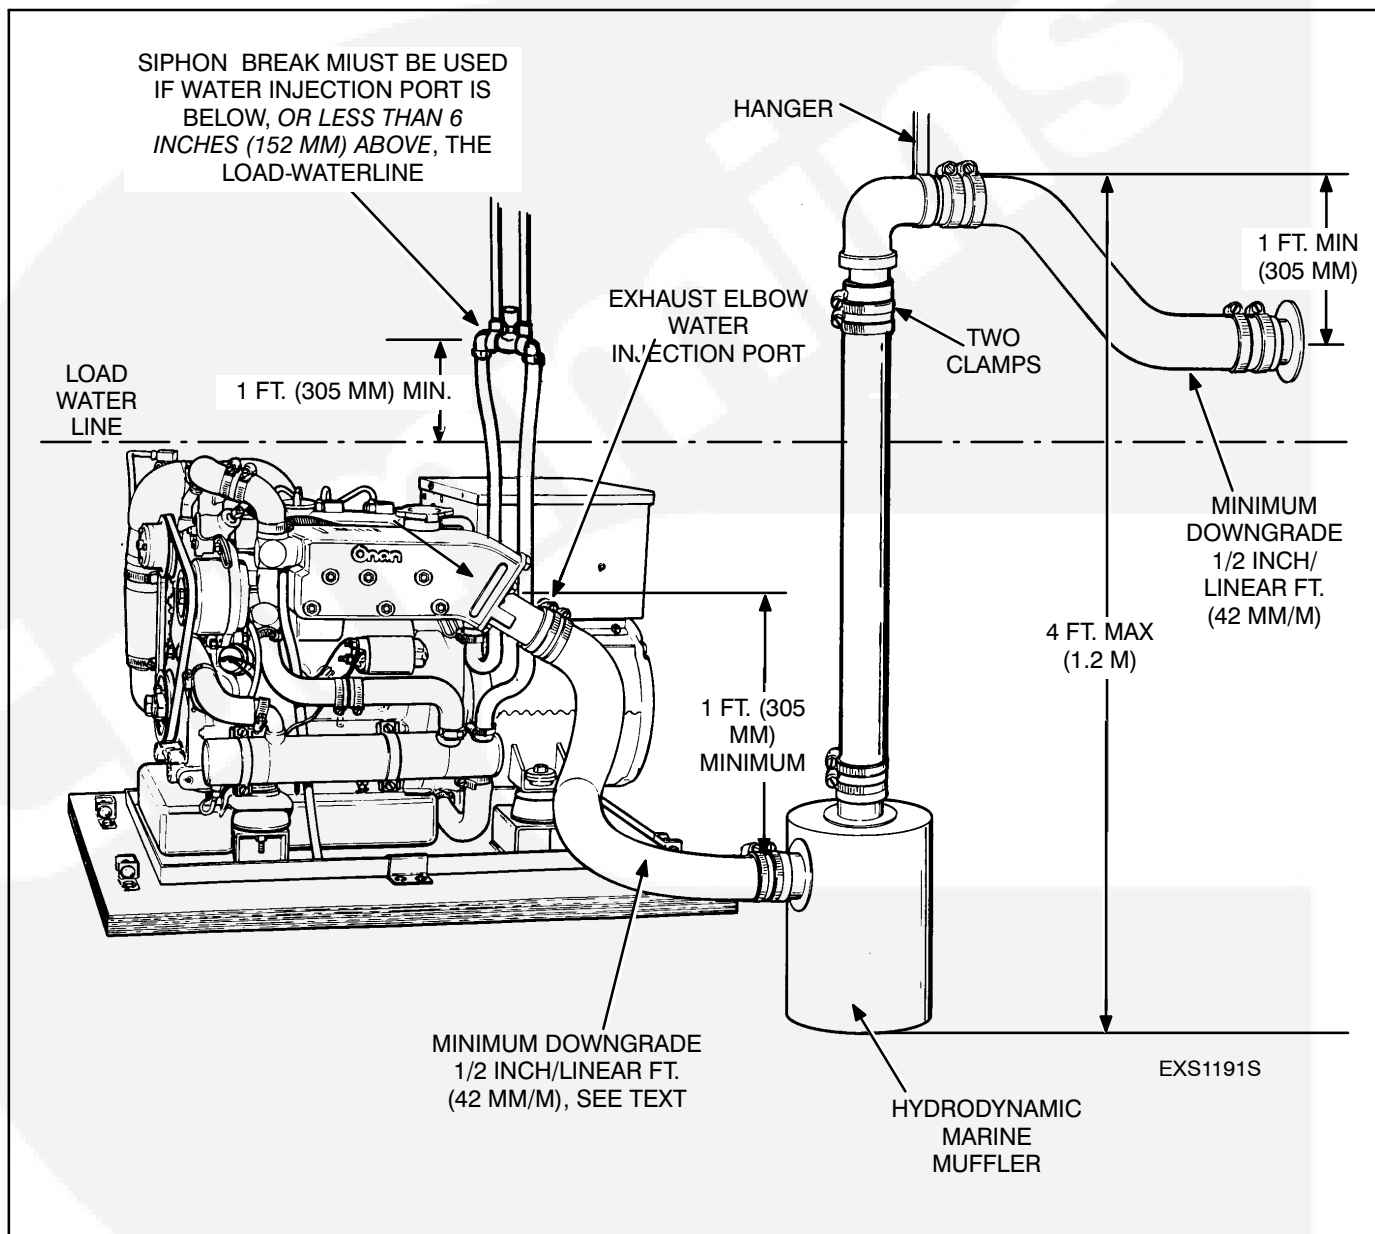 SIPHON BREAK MIUST BE USED
IF WATER INJECTION PORT IS
BELOW, OR LESS THAN 6
INCHES (152 MM) ABOVE, THE
LOAD-WATERLINE
HANGER
1 FT. MIN
(305 MM)
EXHAUST ELBOW
WATER
INJECTION PORT
TWO
CLAMPS
1 FT. (305 MM) MIN.
LOAD
WATER
LINE
MINIMUM
DOWNGRADE
1/2 INCH/
LINEAR FT.
(42 MM/M)
Onan
4 FT. MAX
(1.2 M)
1 FT. (305
MM)
MINIMUM
MINIMUM DOWNGRADE
1/2 INCH/LINEAR FT.
(42 MM/M), SEE TEXT
EXS1191S
HYDRODYNAMIC
MARINE
MUFFLER